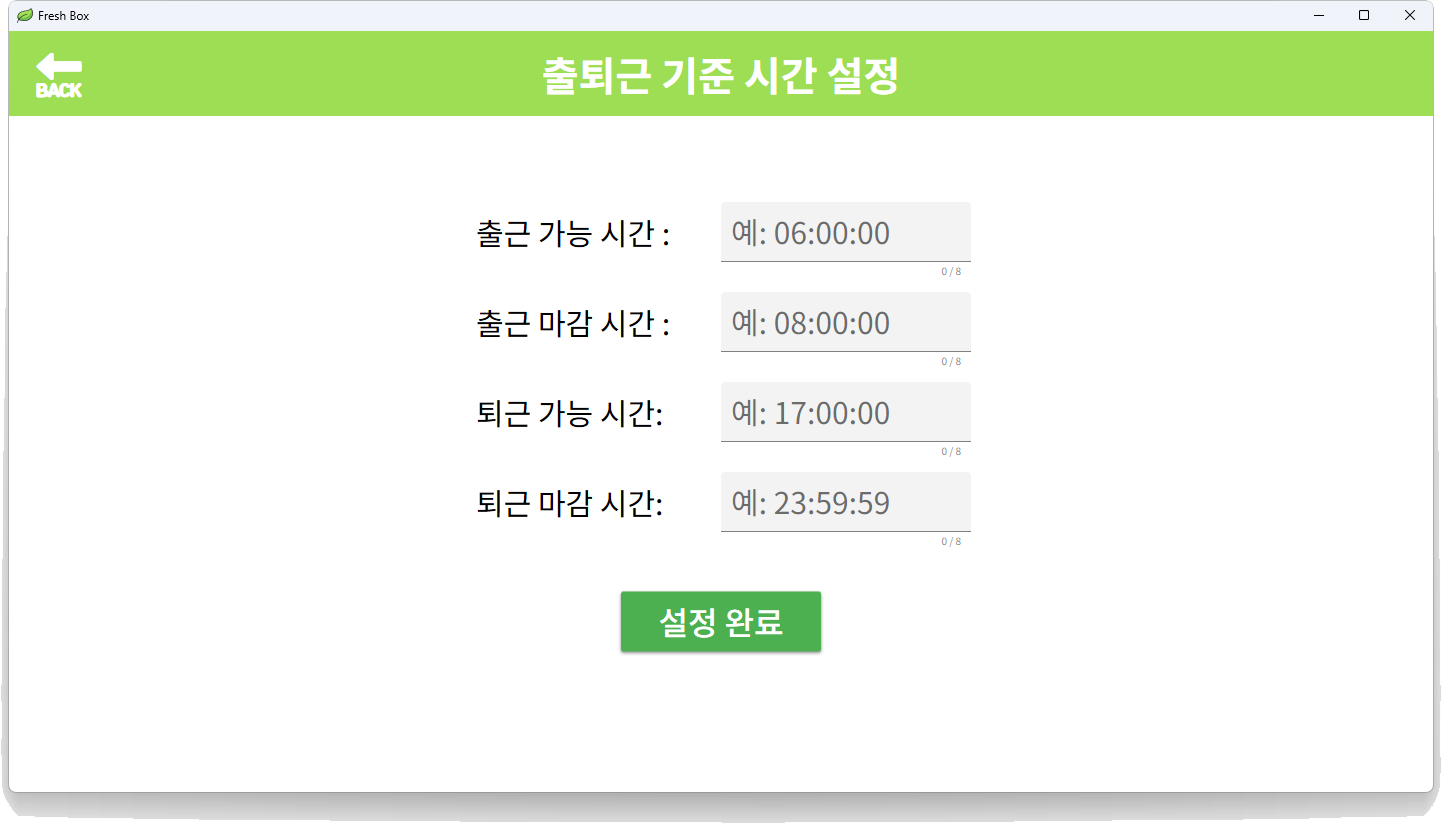 Fresh Box
BACK
출퇴근 기준 시간 설정
출근 가능 시간 :
예: 06:00:00
0 / 8
출근 마감 시간 :
예: 08:00:00
0 / 8
퇴근 가능 시간:
예: 17:00:00
0 / 8
퇴근 마감 시간:
예: 23:59:59
0 / 8
설정 완료